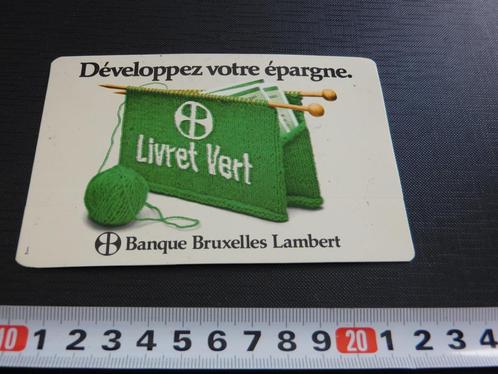 Développez votre épargne.
Livret Vert
Banque Bruxelles Lambert
10 1 2 3 4 5 6 7 8 9 20 1 2 3 4